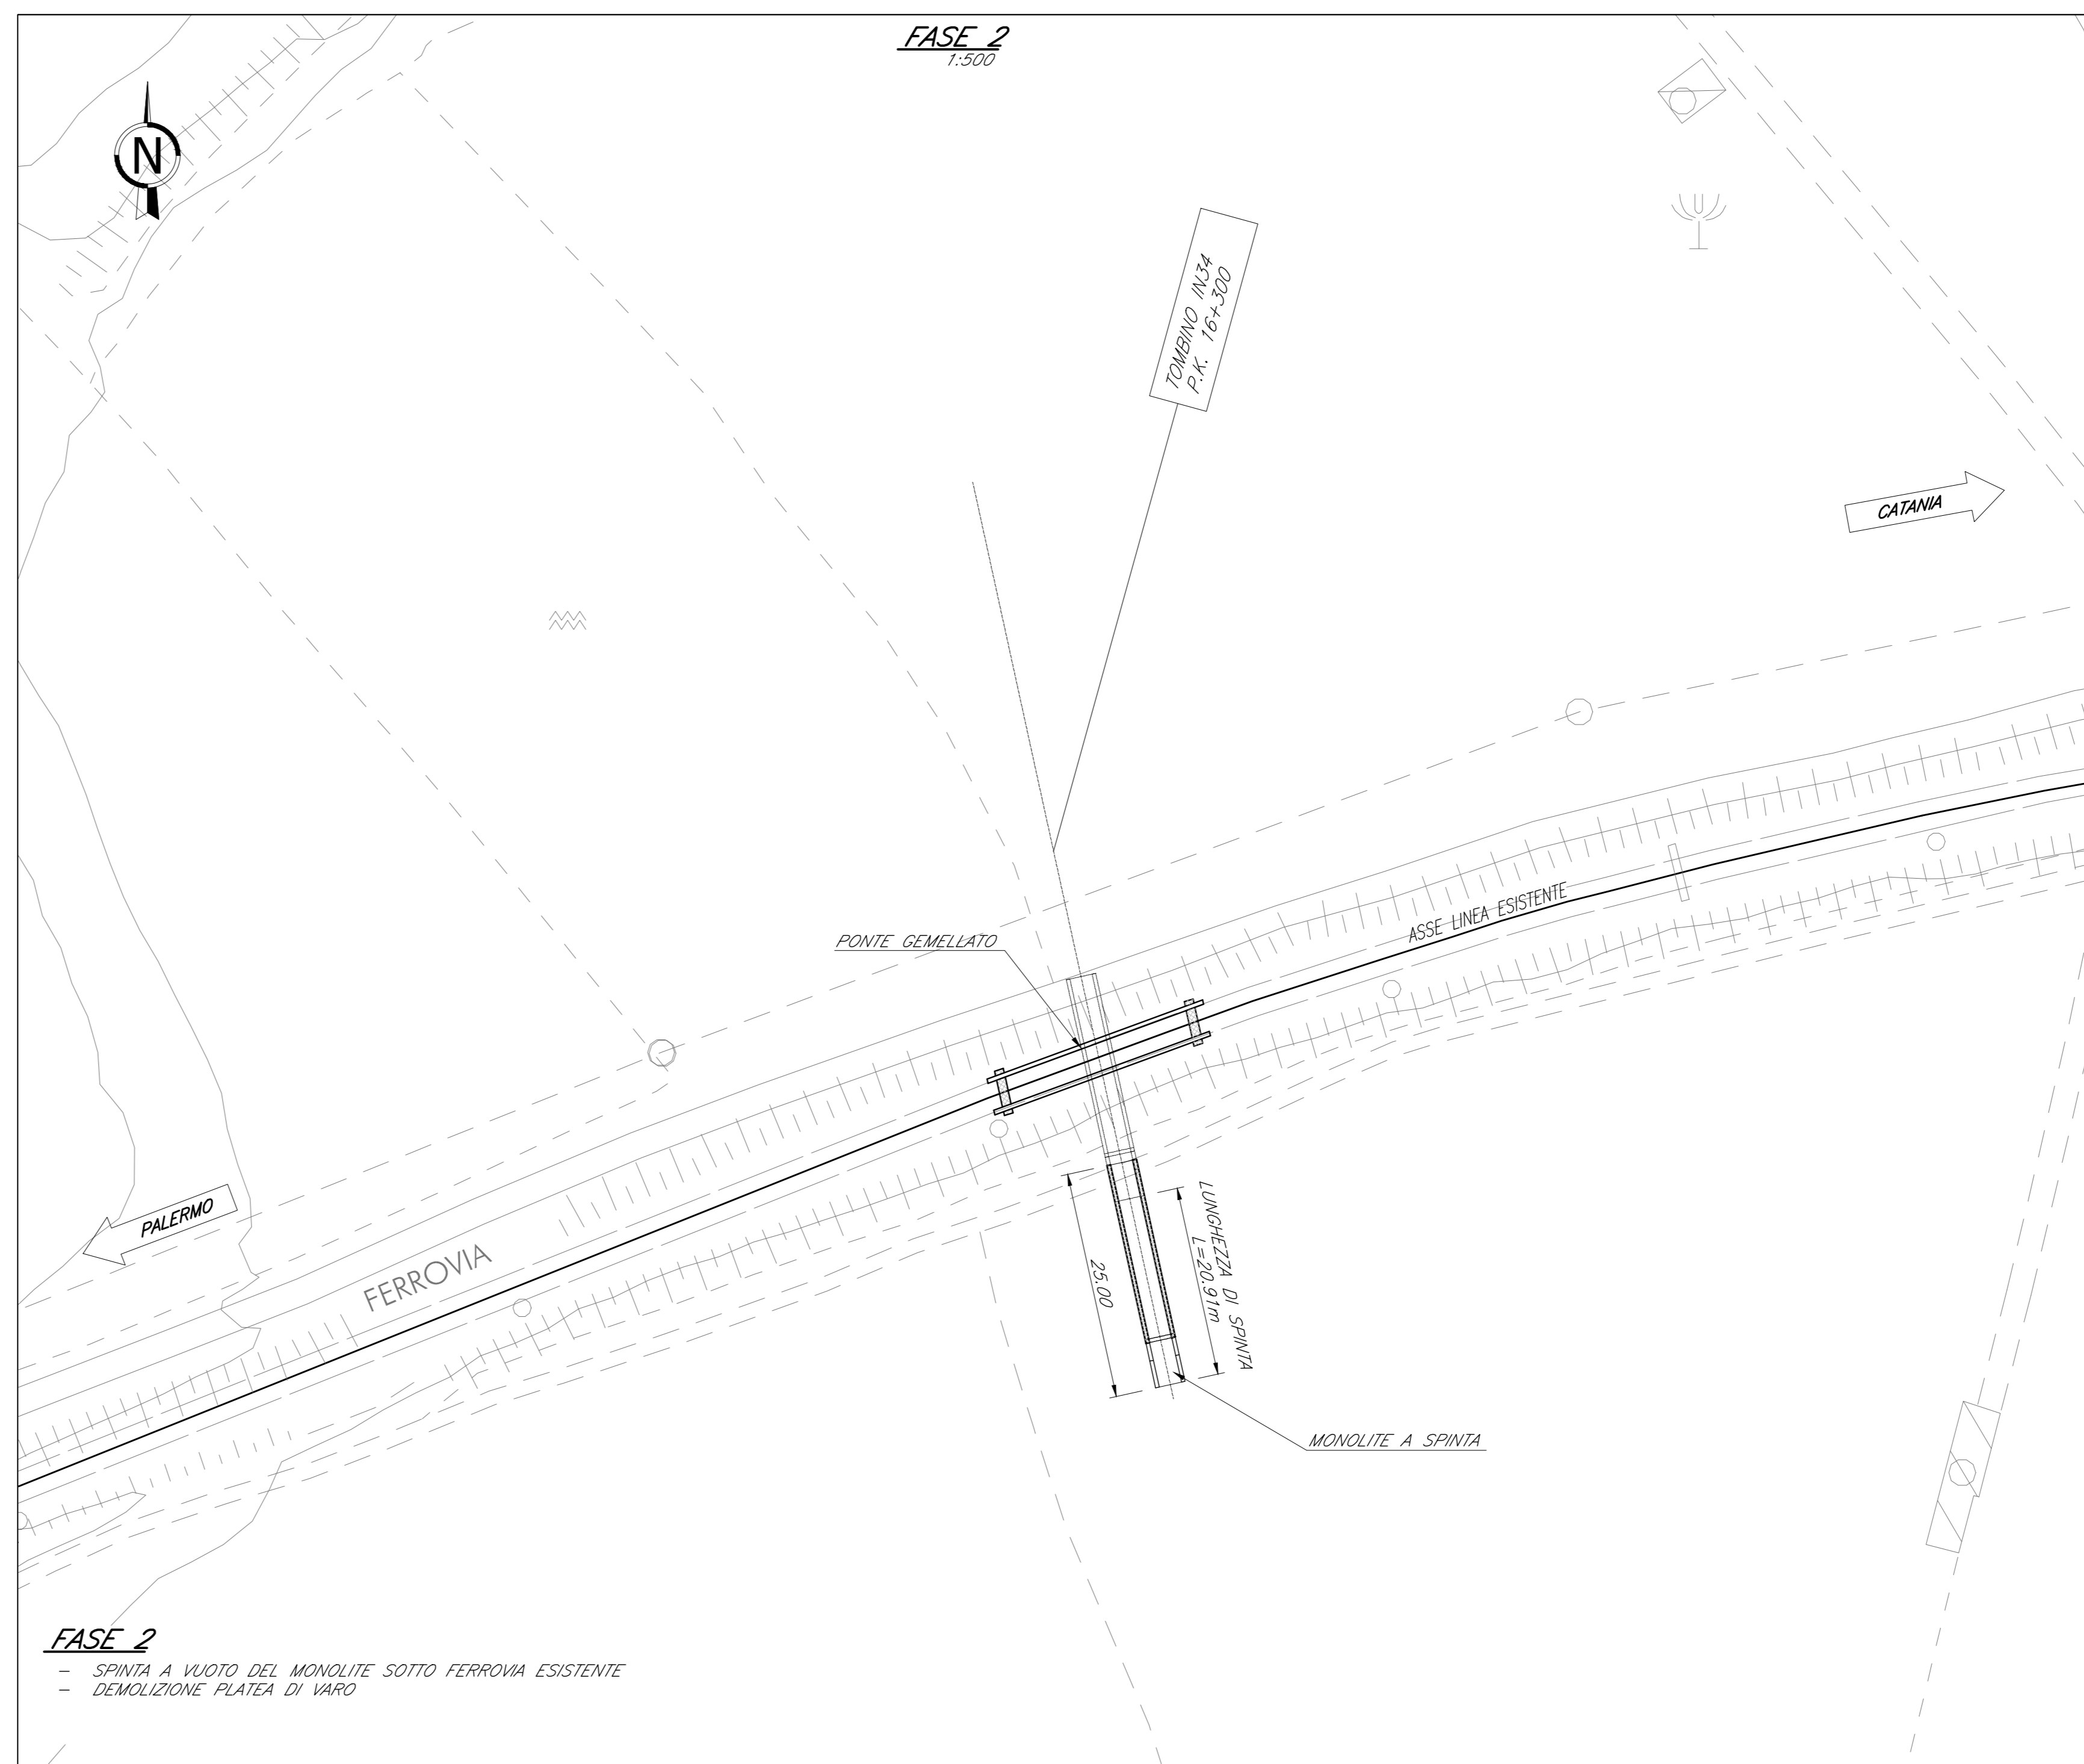 FASE 2
1:500
N
TOMBINO IN34
P.K. 16+300
CATANIA
PONTE GEMELLATO
ASSE LINEA ESISTENTE
PALERMO
FERROVIA
25.00
LUNGHEZZA DI SPINTA
L=20.91m
MONOLITE A SPINTA
FASE 2
- SPINTA A VUOTO DEL MONOLITE SOTTO FERROVIA ESISTENTE
- DEMOLIZIONE PLATEA DI VARO